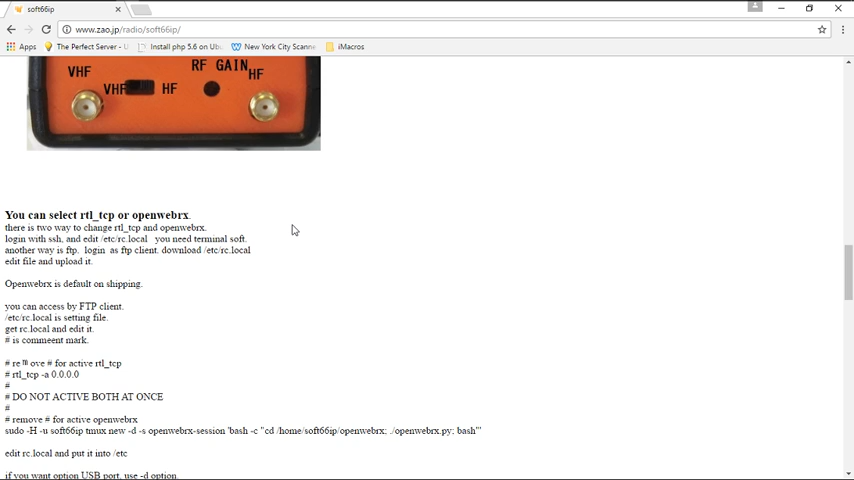 soft66ip
www.zao.jp/radio/soft66ip/
Apps
The Perfect Server - U
Install php 5.6 on Ubu
New York City Scanne
iMacros
VHF
RF GAIN
HF
VHF
HF
You can select rtl_tcp or openwebrx.
there is two way to change rtl_tcp and openwebrx.
login with ssh, and edit /etc/rc.local   you need terminal soft.
another way is ftp.  login  as ftp client. download /etc/rc.local
edit file and upload it.
Openwebrx is default on shipping.
you can access by FTP client.
/etc/rc.local is setting file.
get rc.local and edit it.
# is commeent mark.
# re m ove # for active rtl_tcp
# rtl_tcp -a 0.0.0.0
#
# DO NOT ACTIVE BOTH AT ONCE
#
# remove # for active openwebrx
sudo -H -u soft66ip tmux new -d -s openwebrx-session 'bash -c "cd /home/soft66ip/openwebrx; ./openwebrx.py; bash"'
edit rc.local and put it into /etc
if you want option USB port, use -d option.